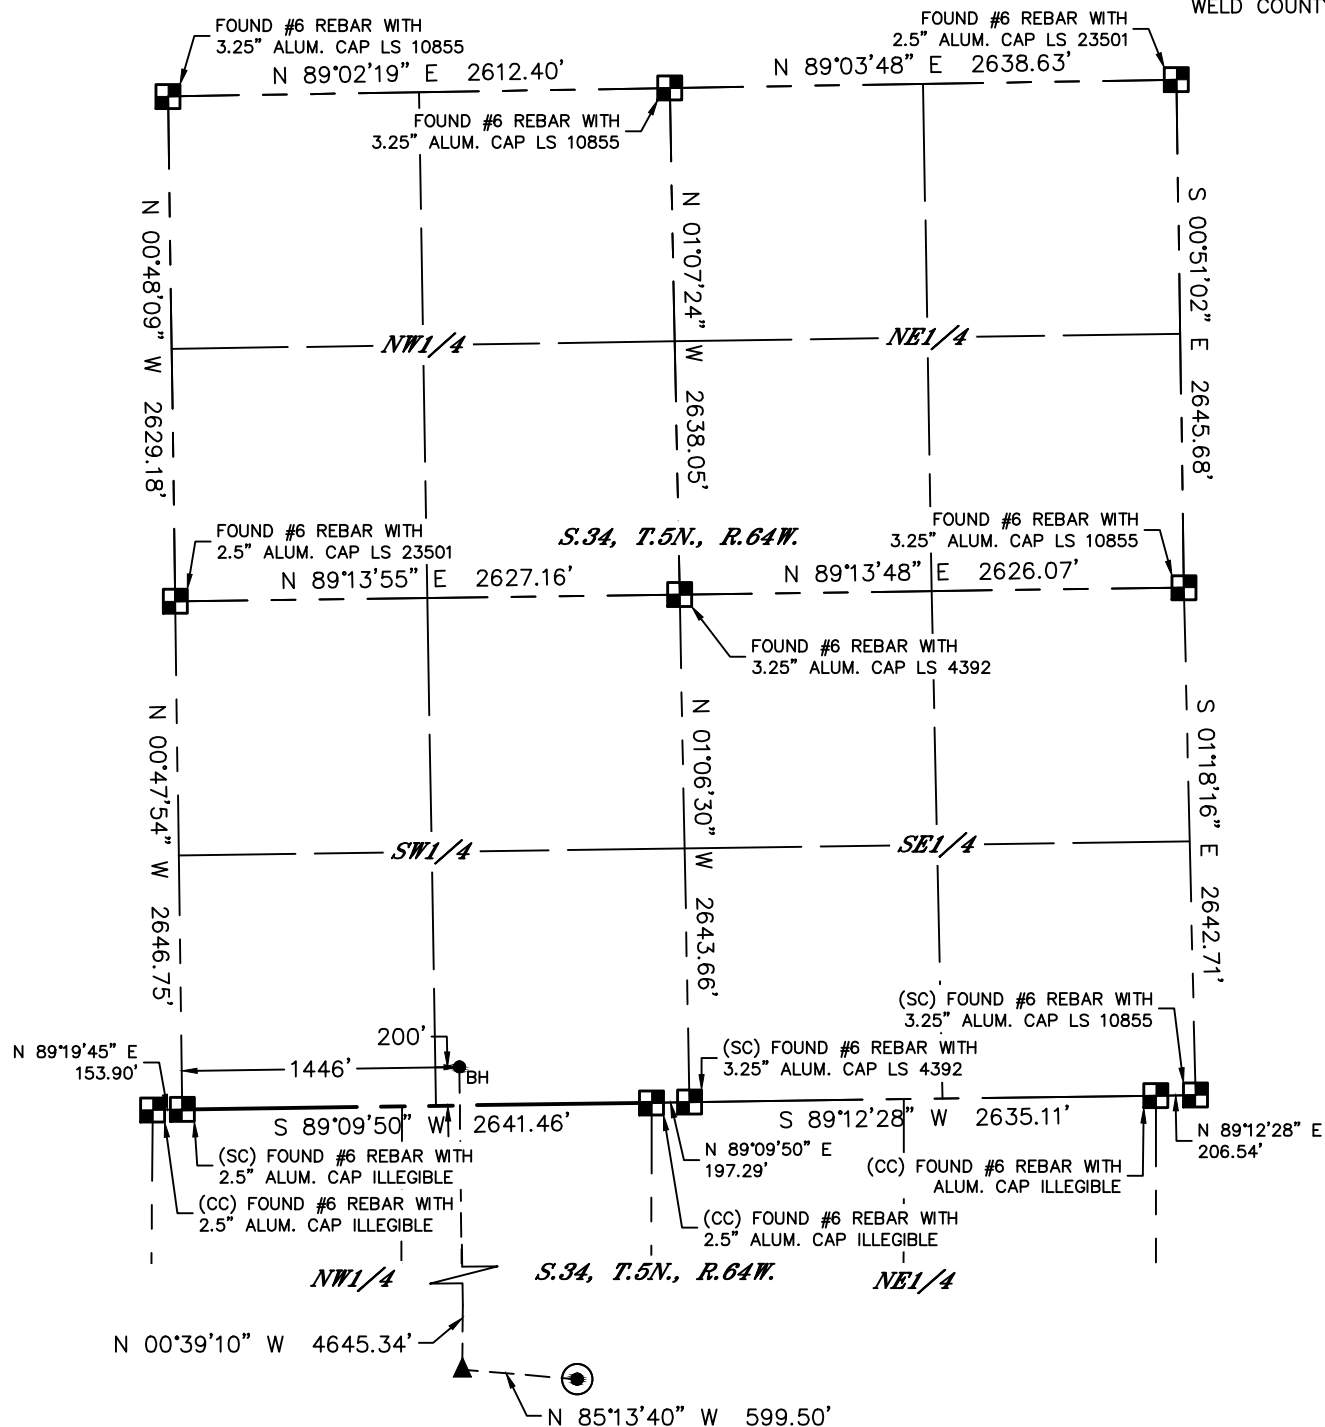 WELD COUNTY
FOUND #6 REBAR WITH
3.25" ALUM. CAP LS 10855
FOUND #6 REBAR WITH
2.5" ALUM. CAP LS 23501
N 89°02'19" E 2612.40'
N 89°03'48" E 2638.63'
FOUND #6 REBAR WITH
3.25" ALUM. CAP LS 10855
N 00°48'09" W 2629.18'
N 01°07'24" W 2638.05'
S 00°51'02" E 2645.68'
NW1/4
NE1/4
FOUND #6 REBAR WITH
2.5" ALUM. CAP LS 23501
S.34, T.5N., R.64W.
FOUND #6 REBAR WITH
3.25" ALUM. CAP LS 10855
N 89°13'55" E 2627.16'
N 89°13'48" E 2626.07'
FOUND #6 REBAR WITH
3.25" ALUM. CAP LS 4392
N 00°47'54" W 2646.75'
N 01°06'30" W 2643.66'
S 01°18'16" E 2642.71'
SW1/4
SE1/4
(SC) FOUND #6 REBAR WITH
3.25" ALUM. CAP LS 10855
200'
N 89°19'45" E
153.90'
1446'
BH
(SC) FOUND #6 REBAR WITH
3.25" ALUM. CAP LS 4392
S 89°09'50" W 2641.46'
S 89°12'28" W 2635.11'
N 89°09'50" E
197.29'
N 89°12'28" E
206.54'
(SC) FOUND #6 REBAR WITH
2.5" ALUM. CAP ILLEGIBLE
(CC) FOUND #6 REBAR WITH
ALUM. CAP ILLEGIBLE
(CC) FOUND #6 REBAR WITH
2.5" ALUM. CAP ILLEGIBLE
(CC) FOUND #6 REBAR WITH
2.5" ALUM. CAP ILLEGIBLE
NW1/4
S.34, T.5N., R.64W.
NE1/4
N 00°39'10" W 4645.34'
N 85°13'40" W 599.50'